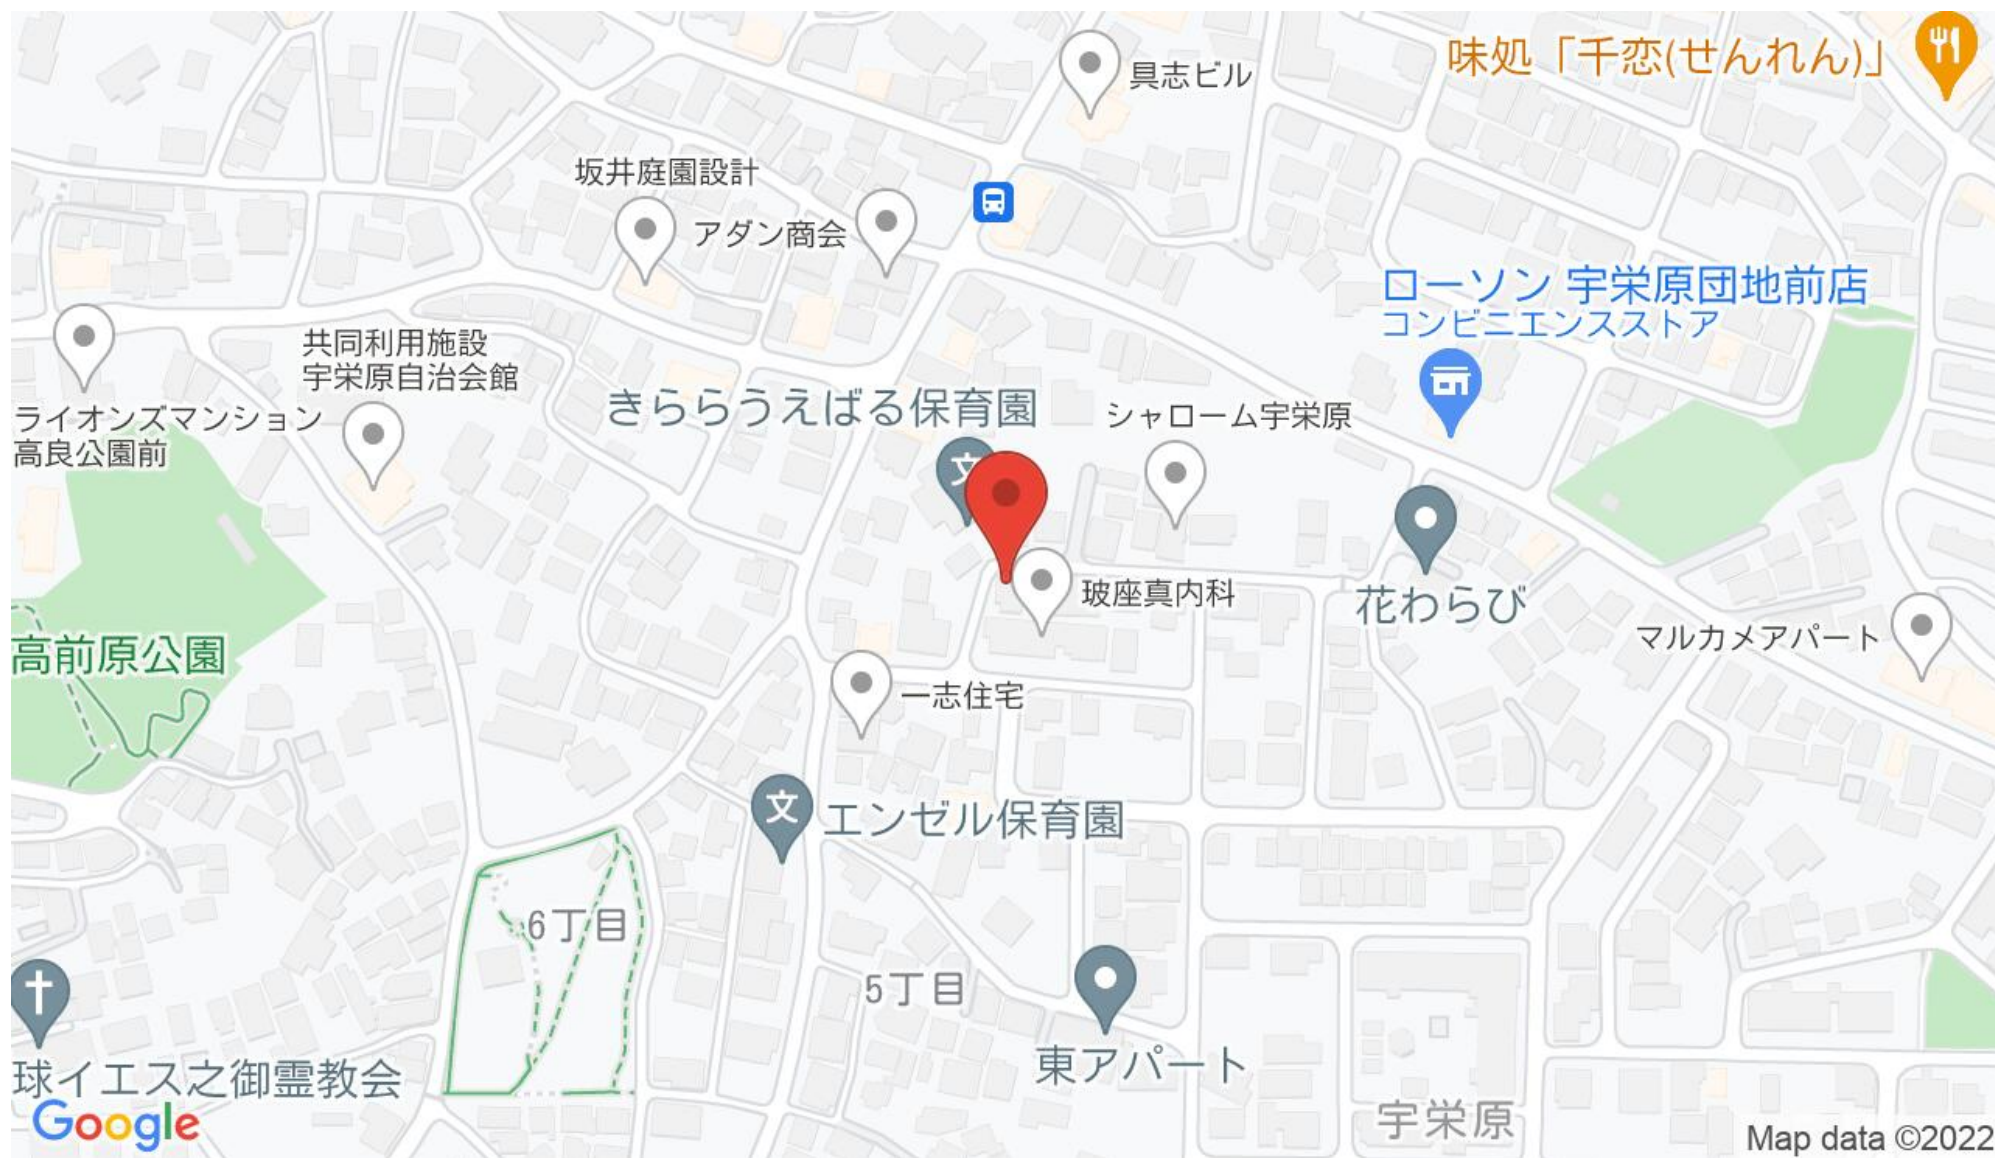 味処「千恋(せんれん)」
具志ビル
坂井庭園設計
アダン商会
ローソン 宇栄原団地前店
コンビニエンスストア
共同利用施設
宇栄原自治会館
きららうえばる保育園
シャローム宇栄原
ライオンズマンション
高良公園前
文
玻座真内科
花わらび
マルカメアパート
高前原公園
一志住宅
文
エンゼル保育園
6丁目
5丁目
東アパート
球イエス之御霊教会
宇栄原
Google
Map data ©2022